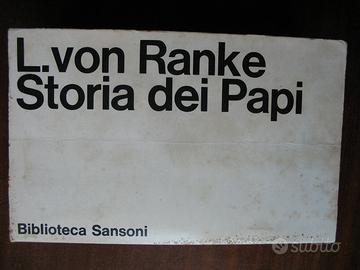 L.von Ranke
Storia dei Papi
Biblioteca Sansoni
subito